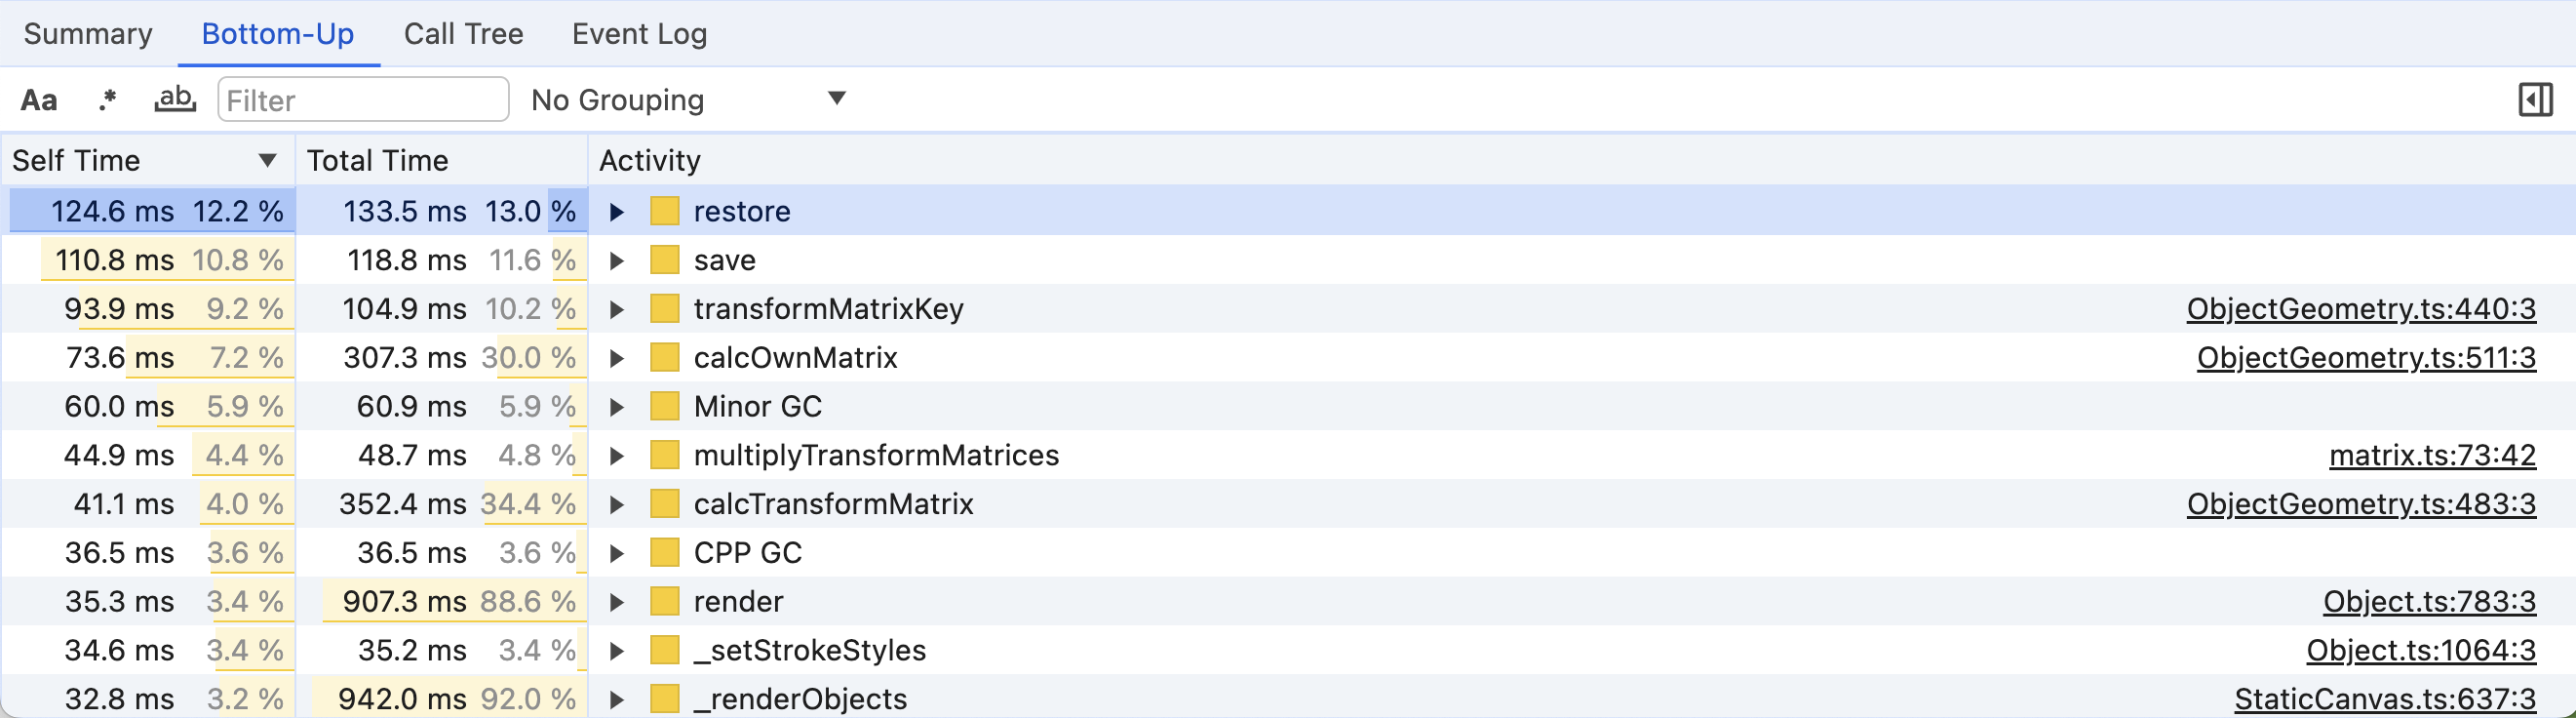 Summary Bottom-Up Call Tree Event Log
Aa .* ab Filter No Grouping
Self Time Total Time Activity
124.6 ms 12.2 % 133.5 ms 13.0 % restore
110.8 ms 10.8 % 118.8 ms 11.6 % save
93.9 ms 9.2 % 104.9 ms 10.2 % transformMatrixKey ObjectGeometry.ts:440:3
73.6 ms 7.2 % 307.3 ms 30.0 % calcOwnMatrix ObjectGeometry.ts:511:3
60.0 ms 5.9 % 60.9 ms 5.9 % Minor GC
44.9 ms 4.4 % 48.7 ms 4.8 % multiplyTransformMatrices matrix.ts:73:42
41.1 ms 4.0 % 352.4 ms 34.4 % calcTransformMatrix ObjectGeometry.ts:483:3
36.5 ms 3.6 % 36.5 ms 3.6 % CPP GC
35.3 ms 3.4 % 907.3 ms 88.6 % render Object.ts:783:3
34.6 ms 3.4 % 35.2 ms 3.4 % _setStrokeStyles Object.ts:1064:3
32.8 ms 3.2 % 942.0 ms 92.0 % _renderObjects StaticCanvas.ts:637:3